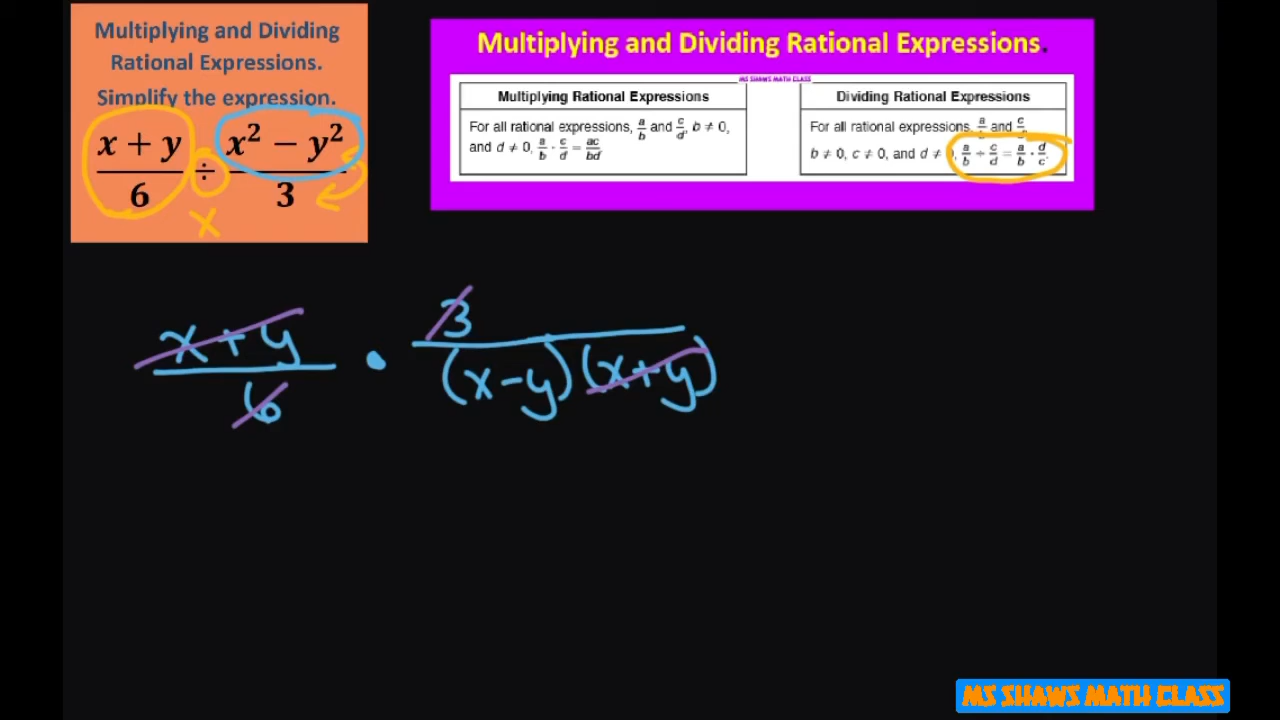 Multiplying and Dividing
Rational Expressions.
Simplify the expression.
x + y
6
÷
x² − y²
3
x
Multiplying and Dividing Rational Expressions.
MS SHAWS MATH CLASS
Multiplying Rational Expressions
For all rational expressions, a/b and c/d, b ≠ 0,
and d ≠ 0, a/b · c/d = ac/bd
Dividing Rational Expressions
For all rational expressions, a/b and c/d,
b ≠ 0, c ≠ 0, and d ≠ 0, a/b ÷ c/d = a/b · d/c.
x + y
6
·
3
(x − y)(x + y)
MS SHAWS MATH CLASS